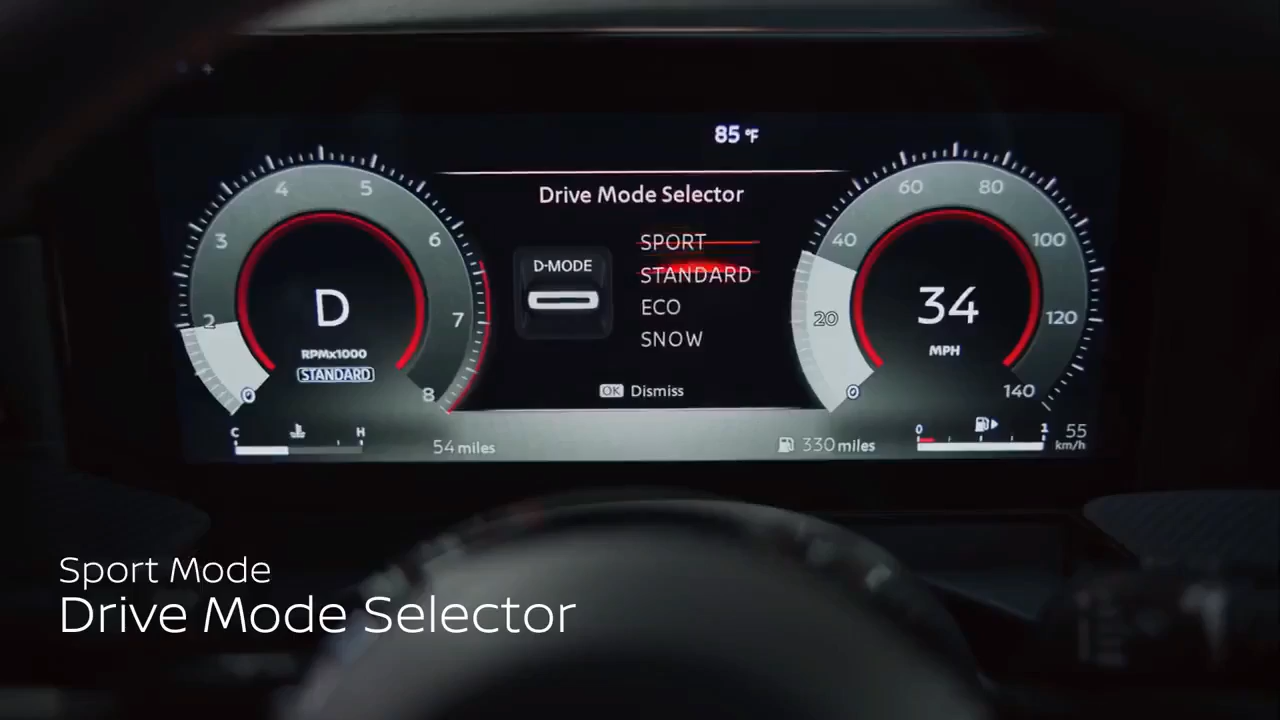 85 °F
Drive Mode Selector
4 5
3 6
2 7
0 8
D
RPMx1000
STANDARD
D-MODE
SPORT
STANDARD
ECO
SNOW
OK Dismiss
60 80
40 100
20 120
0 140
34
MPH
C H
54 miles
330 miles
0 1
55
km/h
Sport Mode
Drive Mode Selector